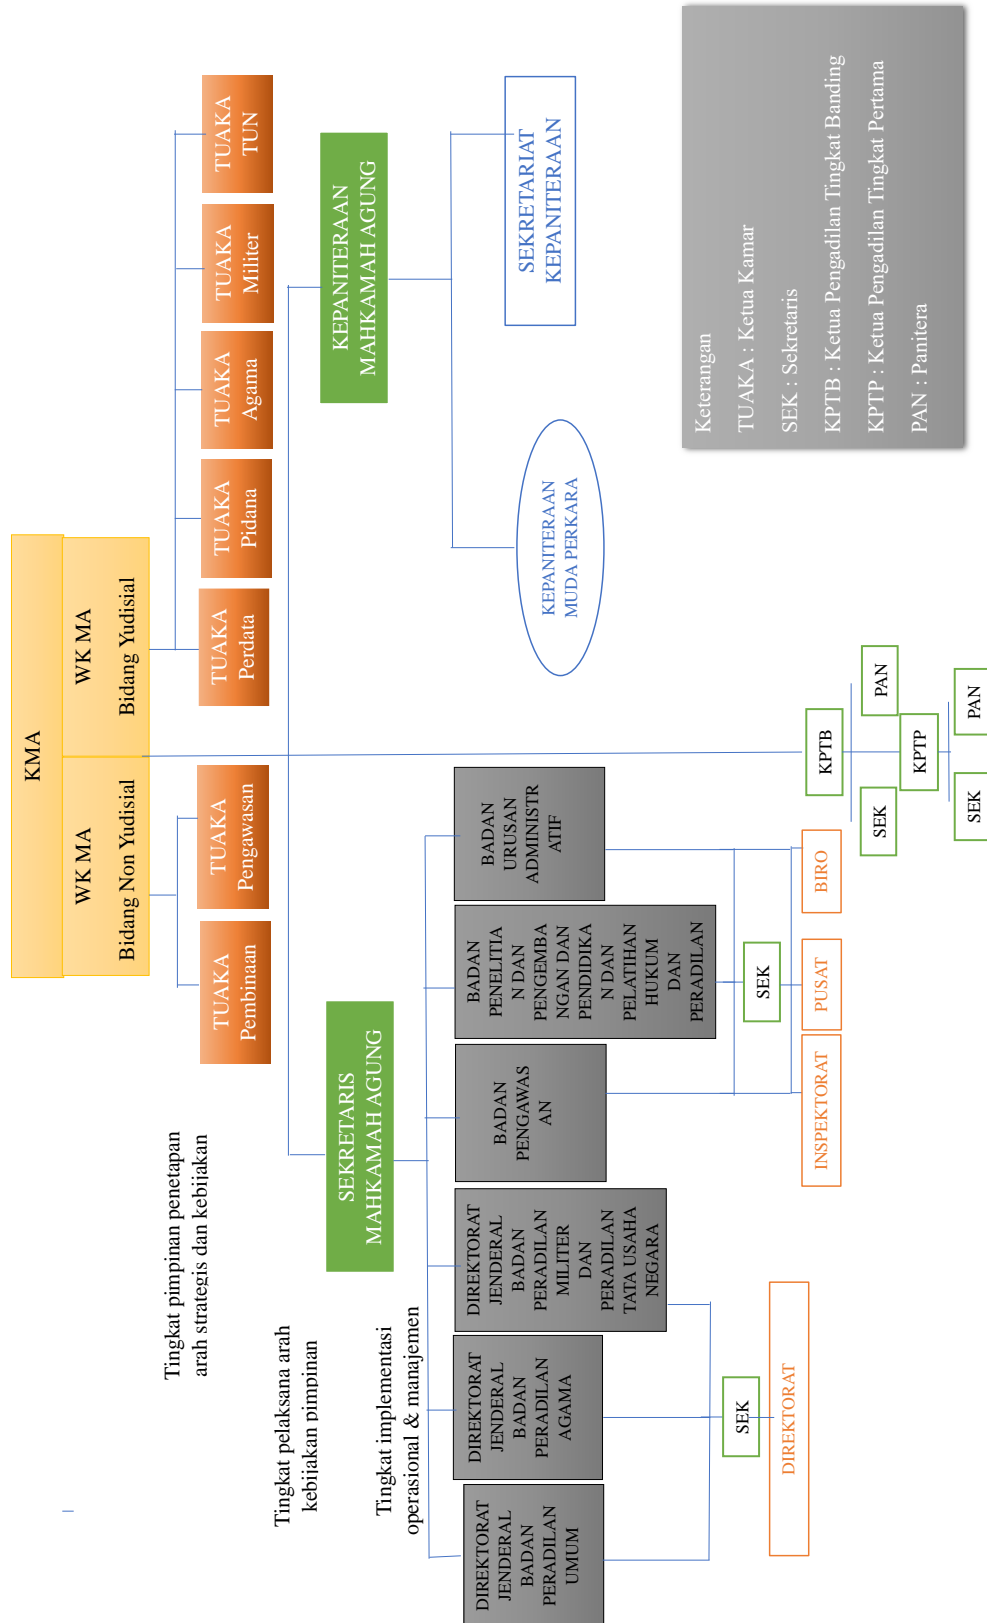 KMA
WK MA
Bidang Non Yudisial
WK MA
Bidang Yudisial
Tingkat pimpinan penetapan
arah strategis dan kebijakan
TUAKA
Pembinaan
TUAKA
Pengawasan
TUAKA
Perdata
TUAKA
Pidana
TUAKA
Agama
TUAKA
Militer
TUAKA
TUN
Tingkat pelaksana arah
kebijakan pimpinan
SEKRETARIS
MAHKAMAH AGUNG
KEPANITERAAN
MAHKAMAH AGUNG
Tingkat implementasi
operasional & manajemen
DIREKTORAT
JENDERAL
BADAN
PERADILAN
UMUM
DIREKTORAT
JENDERAL
BADAN
PERADILAN
AGAMA
DIREKTORAT
JENDERAL
BADAN
PERADILAN
MILITER
DAN
PERADILAN
TATA USAHA
NEGARA
BADAN
PENGAWAS
AN
BADAN
PENELITIA
N DAN
PENGEMBA
NGAN DAN
PENDIDIKA
N DAN
PELATIHAN
HUKUM
DAN
PERADILAN
BADAN
URUSAN
ADMINISTR
ATIF
KEPANITERAAN
MUDA PERKARA
SEKRETARIAT
KEPANITERAAN
SEK
DIREKTORAT
SEK
INSPEKTORAT
PUSAT
BIRO
KPTB
SEK
PAN
KPTP
SEK
PAN
Keterangan
TUAKA : Ketua Kamar
SEK : Sekretaris
KPTB : Ketua Pengadilan Tingkat Banding
KPTP : Ketua Pengadilan Tingkat Pertama
PAN : Panitera